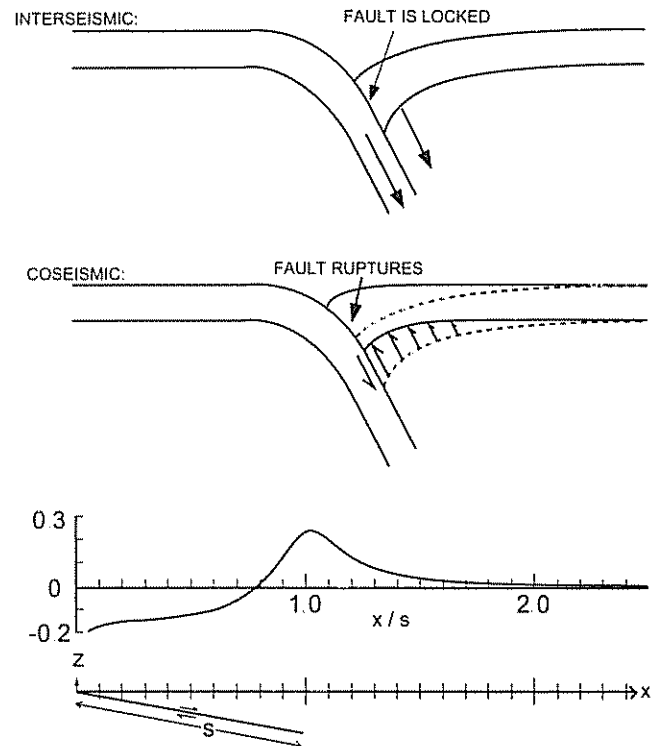 INTERSEISMIC:
FAULT IS LOCKED
COSEISMIC:
FAULT RUPTURES
0.3
0
-0.2
1.0
2.0
x / s
z
x
S